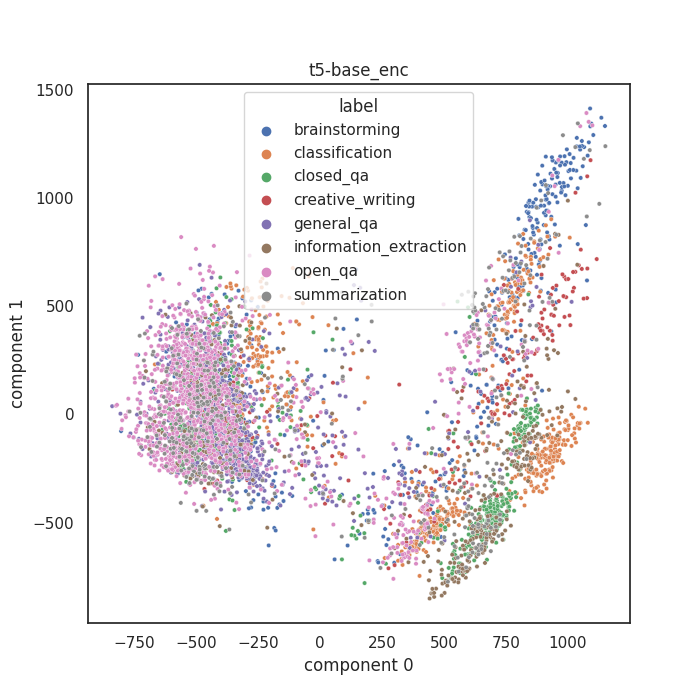 t5-base_enc
label
brainstorming
classification
closed_qa
creative_writing
general_qa
information_extraction
open_qa
summarization
1500
1000
500
0
−500
component 1
−750
−500
−250
0
250
500
750
1000
component 0